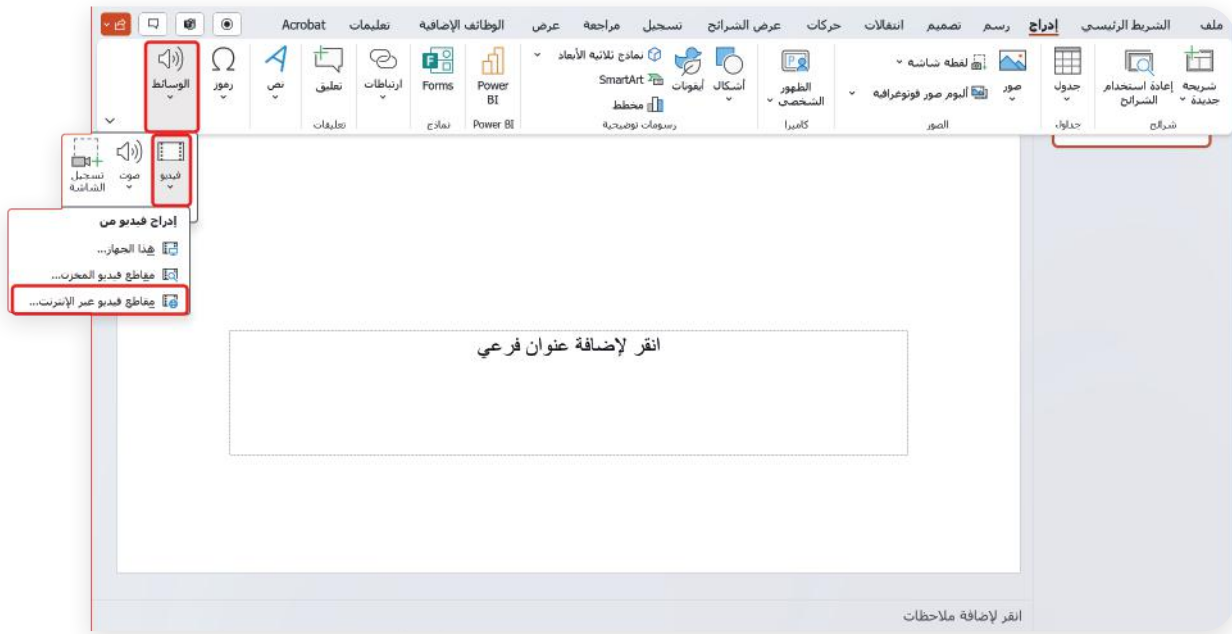 ملف الشريط الرئيسي إدراج رسم تصميم انتقالات حركات عرض الشرائح تسجيل مراجعة عرض الوظائف الإضافية تعليمات Acrobat
شريحة جديدة
إعادة استخدام الشرائح
شرائح
جدول
جداول
صور
لقطة شاشة
ألبوم صور فوتوغرافية
الصور
الظهور الشخصي
كاميرا
أشكال
أيقونات
نماذج ثلاثية الأبعاد
SmartArt
مخطط
رسومات توضيحية
Power BI
Power BI
Forms
نماذج
ارتباطات
تعليق
تعليقات
نص
رموز
الوسائط
فيديو
صوت
تسجيل الشاشة
إدراج فيديو من
هذا الجهاز...
مقاطع فيديو المخزن...
مقاطع فيديو عبر الإنترنت...
انقر لإضافة عنوان فرعي
انقر لإضافة ملاحظات